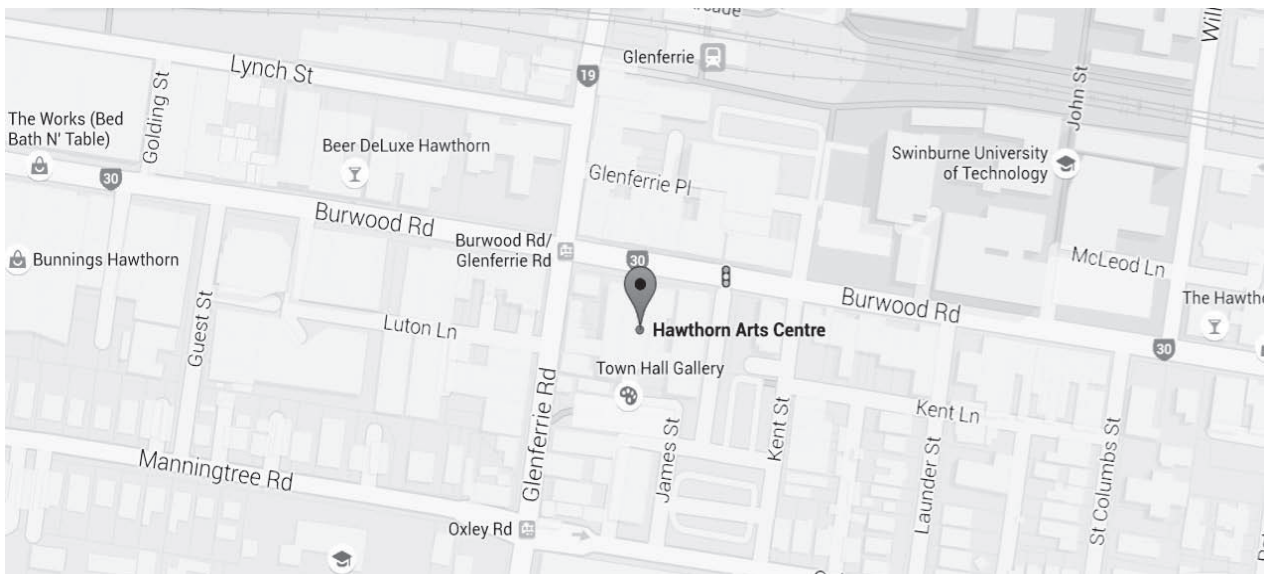 Lynch St
19
Glenferrie
John St
Golding St
The Works (Bed
Bath N' Table)
Beer DeLuxe Hawthorn
Swinburne University
of Technology
30
Glenferrie Pl
Burwood Rd
Burwood Rd/
Glenferrie Rd
30
McLeod Ln
Bunnings Hawthorn
Burwood Rd
The Hawtho
Guest St
Luton Ln
Hawthorn Arts Centre
30
Town Hall Gallery
Glenferrie Rd
Kent St
Kent Ln
James St
Launder St
St Columbs St
Manningtree Rd
Oxley Rd